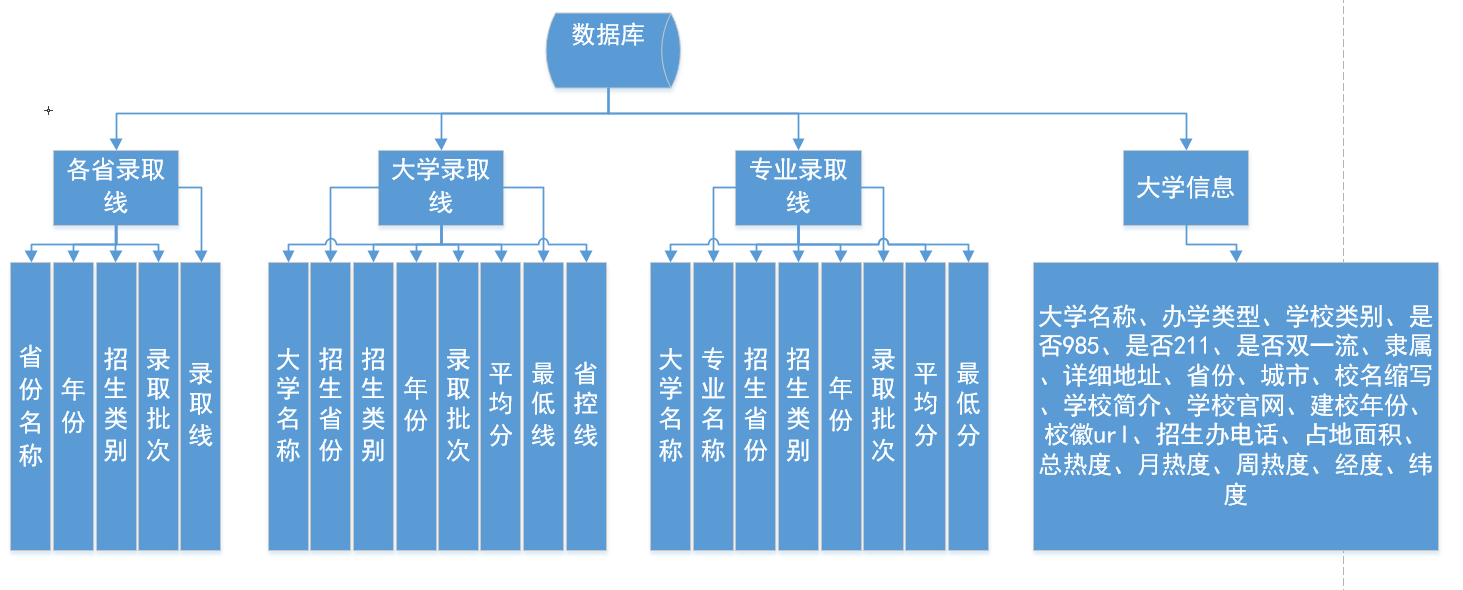 数据库
各省录取
线
大学录取
线
专业录取
线
大学信息
省份名称
年份
招生类别
录取批次
录取线
大学名称
招生省份
招生类别
年份
录取批次
平均分
最低线
省控线
大学名称
专业名称
招生省份
招生类别
年份
录取批次
平均分
最低分
大学名称、办学类型、学校类别、是
否985、是否211、是否双一流、隶属
、详细地址、省份、城市、校名缩写
、学校简介、学校官网、建校年份、
校徽url、招生办电话、占地面积、
总热度、月热度、周热度、经度、纬
度